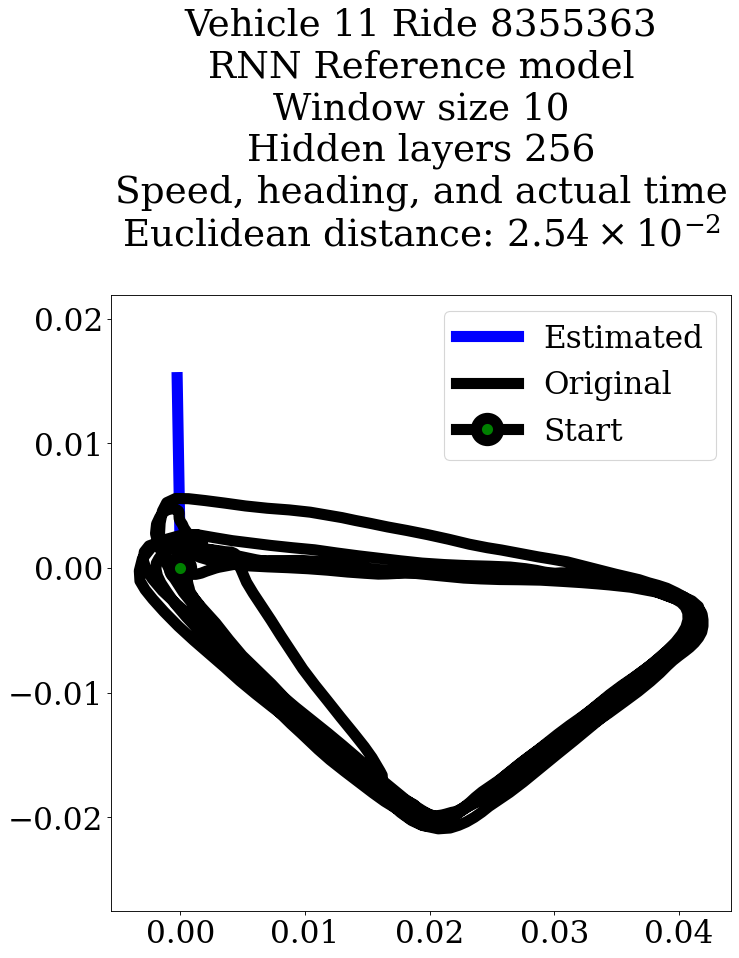 Vehicle 11 Ride 8355363
RNN Reference model
Window size 10
Hidden layers 256
Speed, heading, and actual time
Euclidean distance: 2.54 × 10⁻²
Estimated
Original
Start
0.02
0.01
0.00
−0.01
−0.02
0.00 0.01 0.02 0.03 0.04